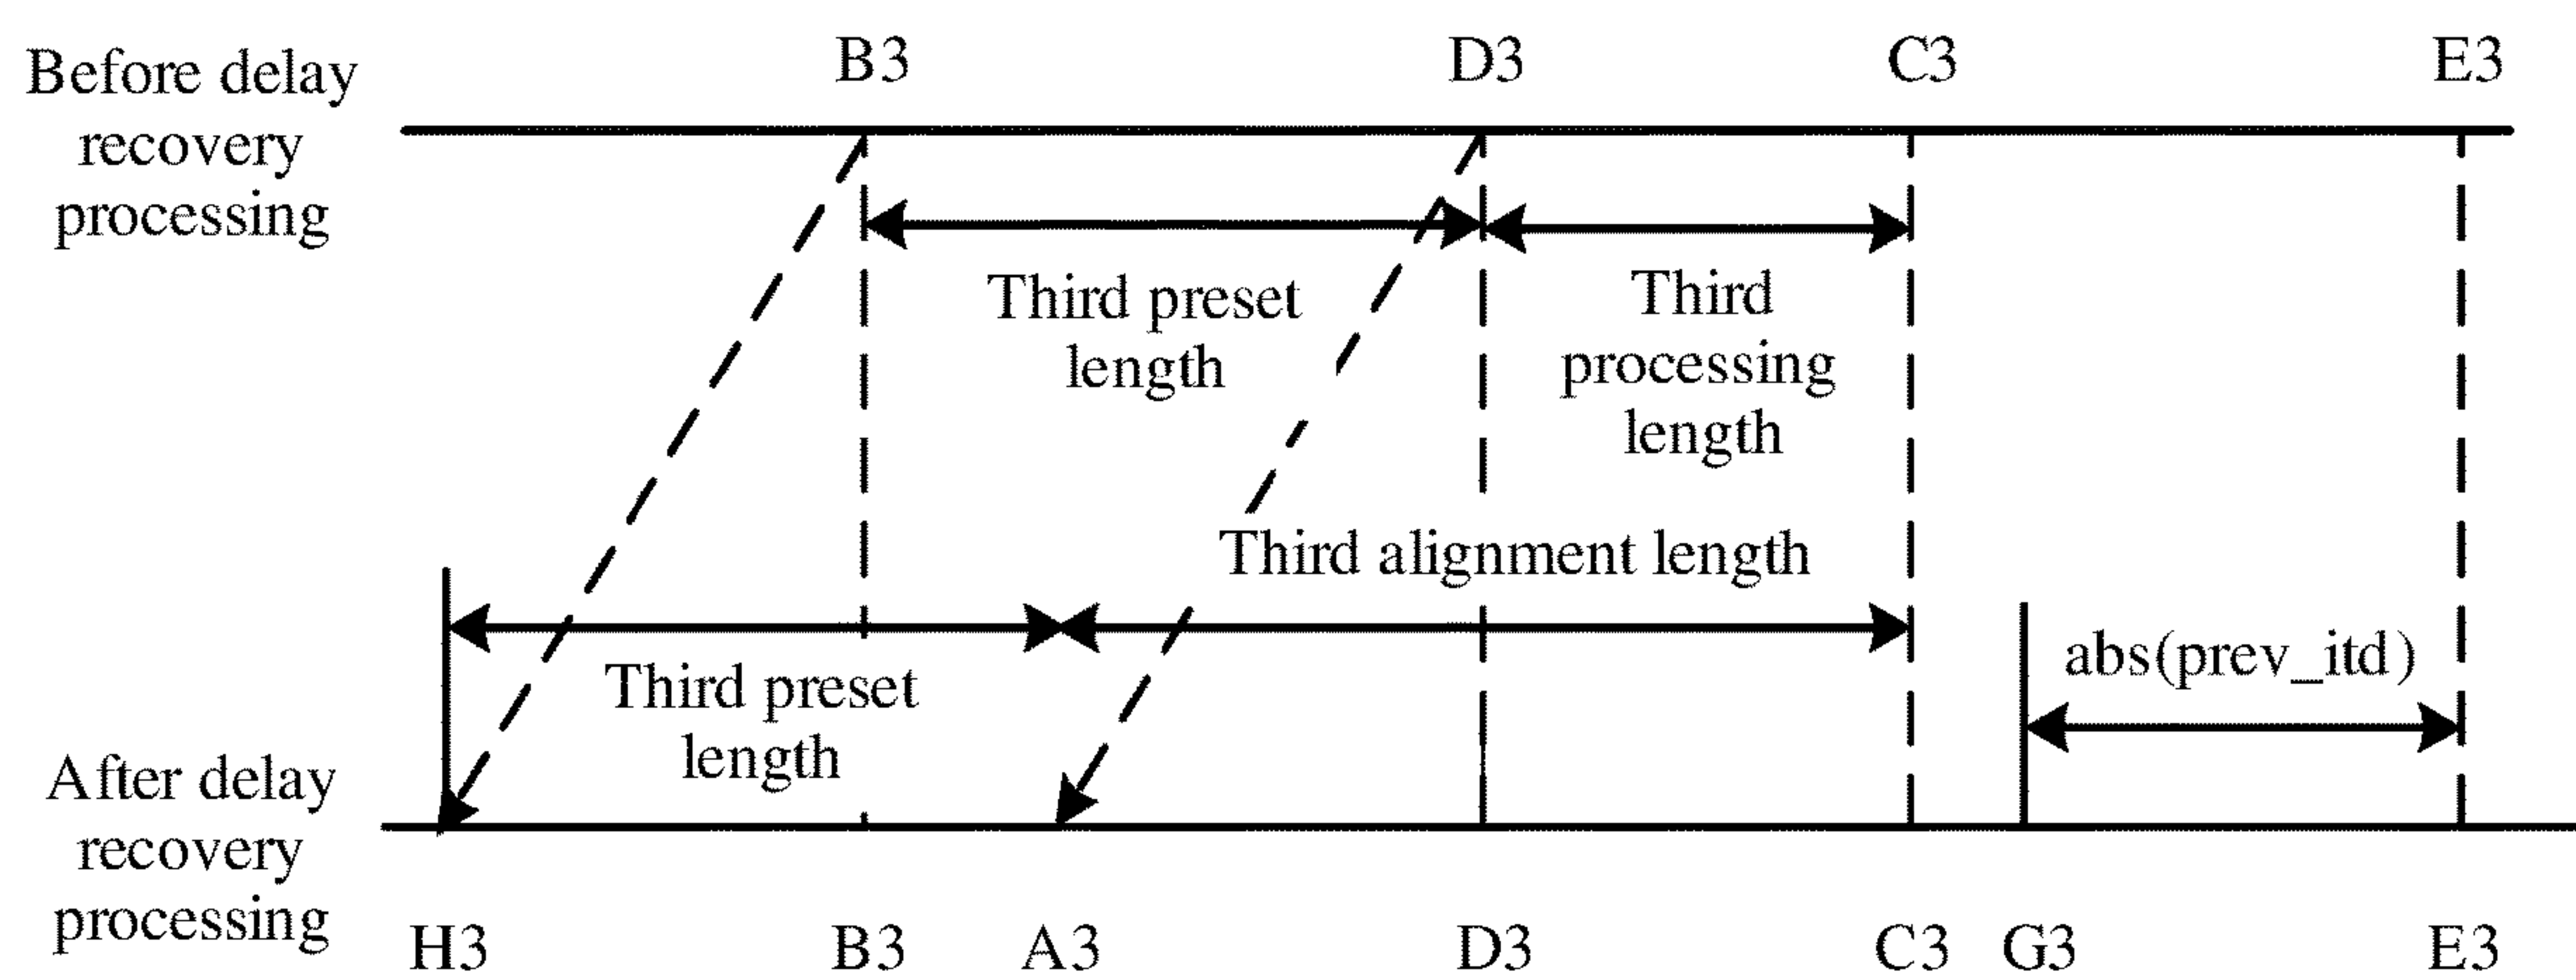 Before delay
recovery
processing
B3
D3
C3
E3
Third preset
length
Third
processing
length
Third alignment length
Third preset
length
abs(prev_itd)
After delay
recovery
processing
H3
B3
A3
D3
C3
G3
E3